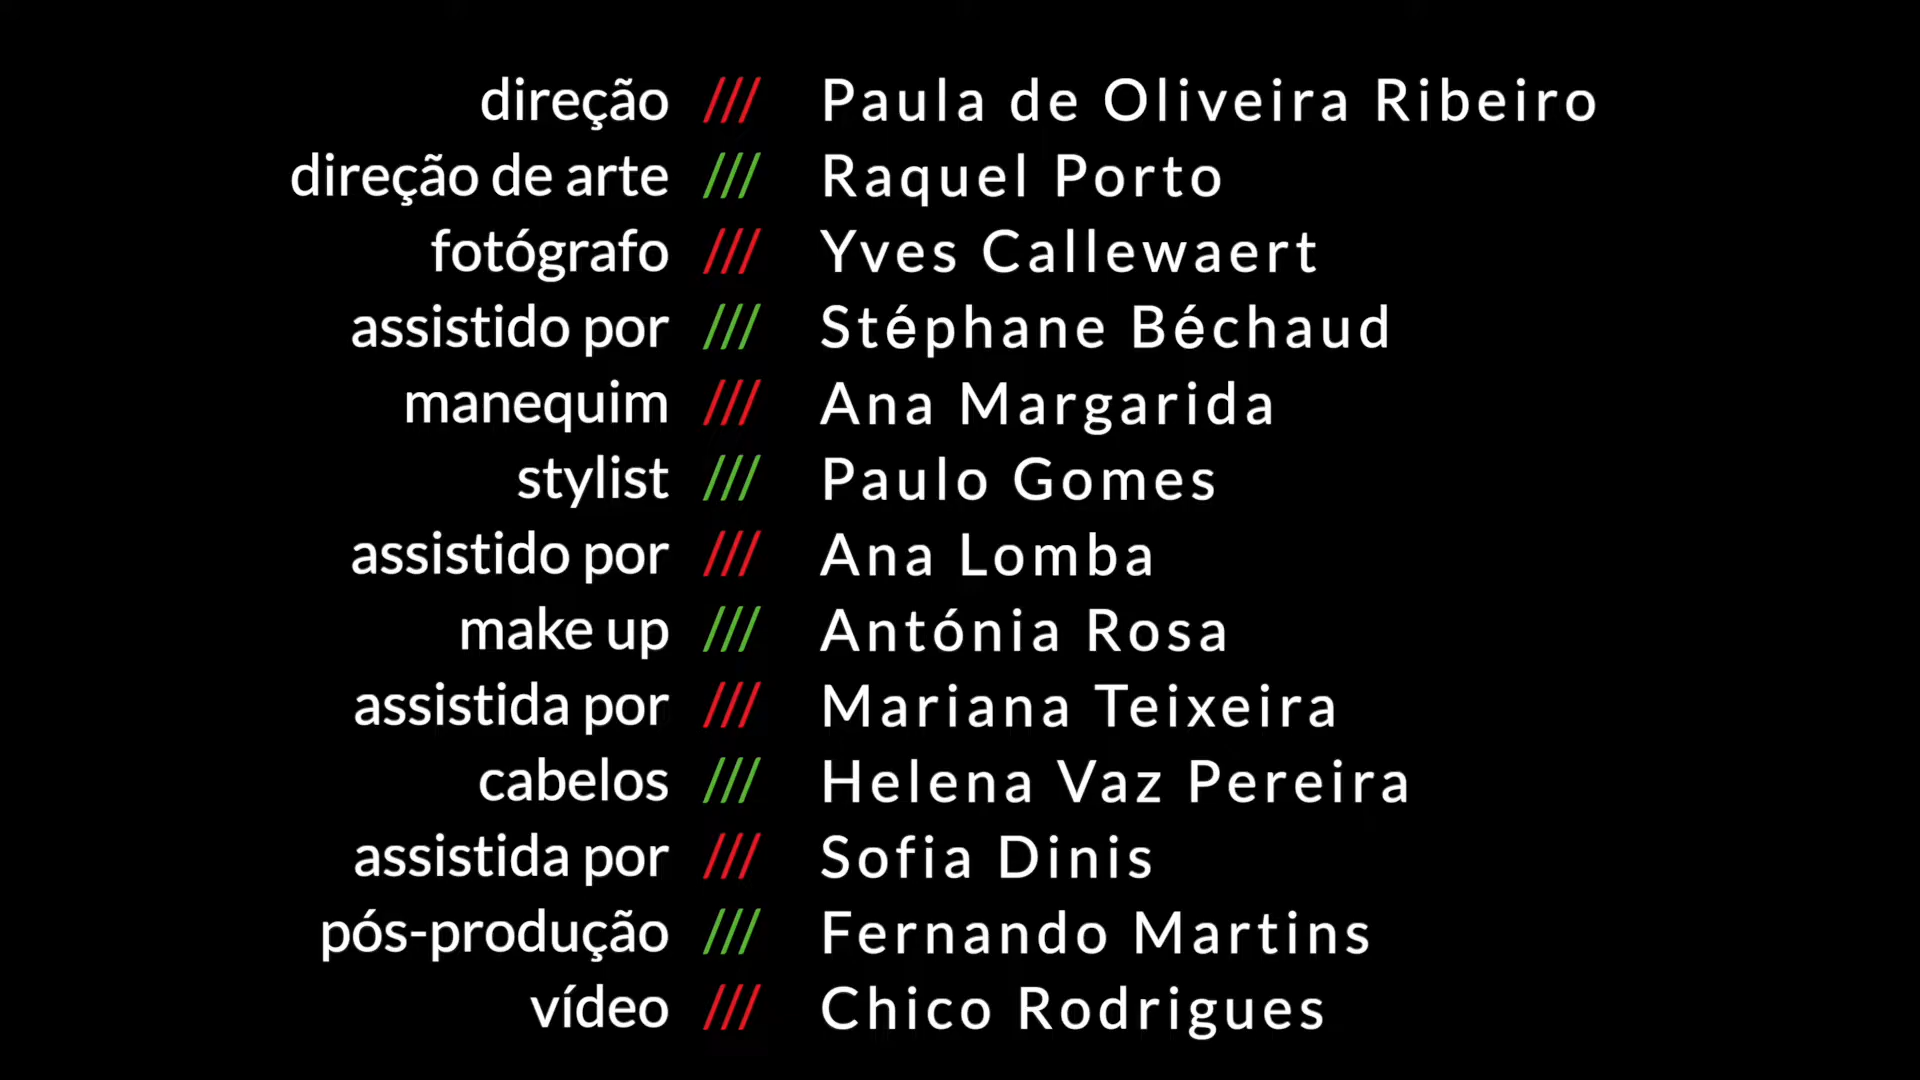 direção /// Paula de Oliveira Ribeiro
direção de arte /// Raquel Porto
fotógrafo /// Yves Callewaert
assistido por /// Stéphane Béchaud
manequim /// Ana Margarida
stylist /// Paulo Gomes
assistido por /// Ana Lomba
make up /// Antónia Rosa
assistida por /// Mariana Teixeira
cabelos /// Helena Vaz Pereira
assistida por /// Sofia Dinis
pós-produção /// Fernando Martins
vídeo /// Chico Rodrigues